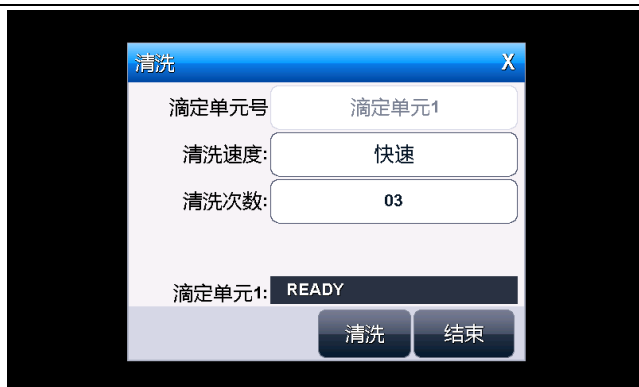 清洗 X
滴定单元号 滴定单元1
清洗速度: 快速
清洗次数: 03
滴定单元1: READY
清洗 结束